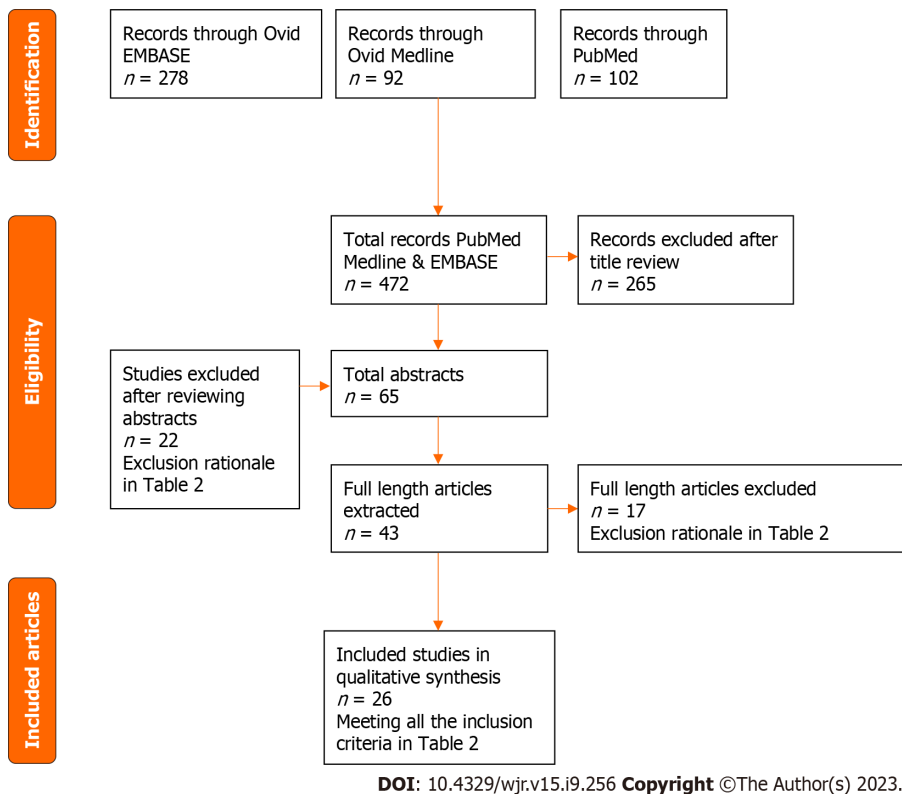 Identification
Records through Ovid
EMBASE
n = 278
Records through
Ovid Medline
n = 92
Records through
PubMed
n = 102
Eligibility
Total records PubMed
Medline & EMBASE
n = 472
Records excluded after
title review
n = 265
Studies excluded
after reviewing
abstracts
n = 22
Exclusion rationale
in Table 2
Total abstracts
n = 65
Full length articles
extracted
n = 43
Full length articles excluded
n = 17
Exclusion rationale in Table 2
Included articles
Included studies in
qualitative synthesis
n = 26
Meeting all the inclusion
criteria in Table 2
DOI: 10.4329/wjr.v15.i9.256 Copyright ©The Author(s) 2023.